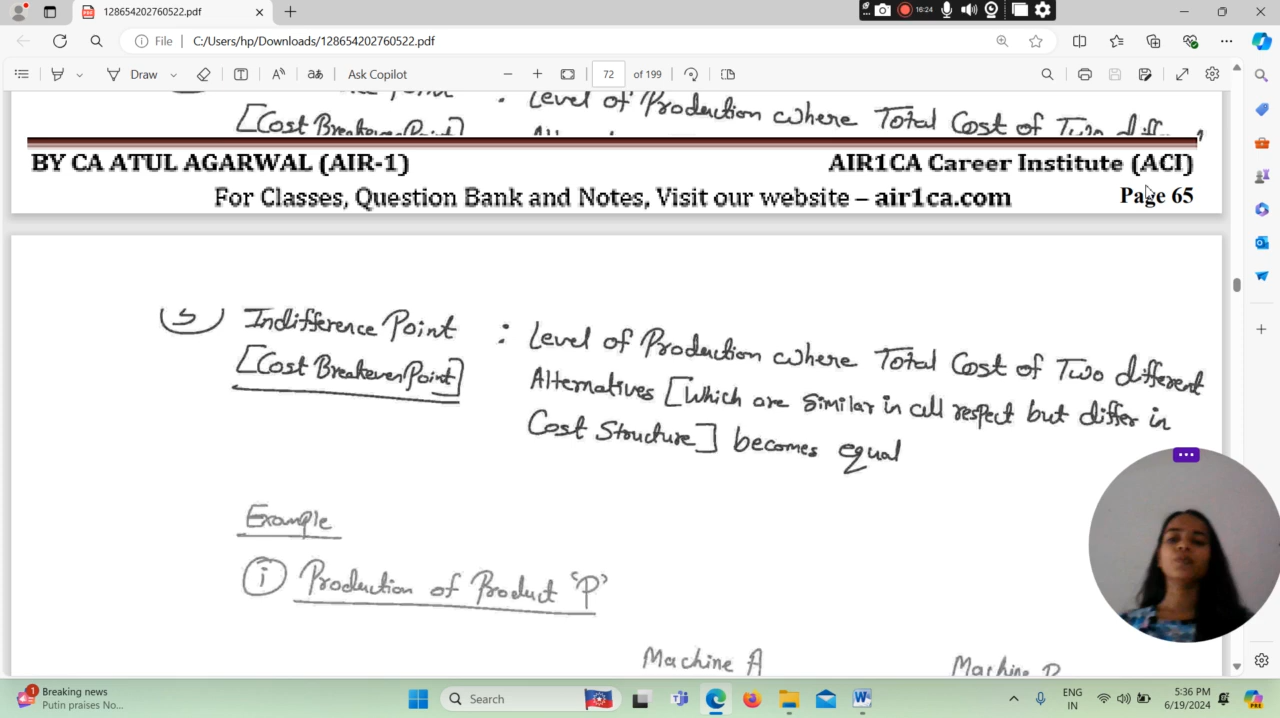 128654202760522.pdf
16:24
File
C:/Users/hp/Downloads/128654202760522.pdf
Draw
Ask Copilot
72
of 199
[Cost Breakeven Point]
: Level of Production where Total Cost of Two
BY CA ATUL AGARWAL (AIR-1)
AIR1CA Career Institute (ACI)
For Classes, Question Bank and Notes, Visit our website – air1ca.com
Page 65
5 Indifference Point
[Cost Breakeven Point]
: Level of Production where Total Cost of Two different
Alternatives [Which are similar in all respect but differ in
Cost Structure] becomes equal
Example
i Production of Product 'P'
Machine A
Machine
Breaking news
Putin praises No...
1
Search
ENG
IN
5:36 PM
6/19/2024
PRE